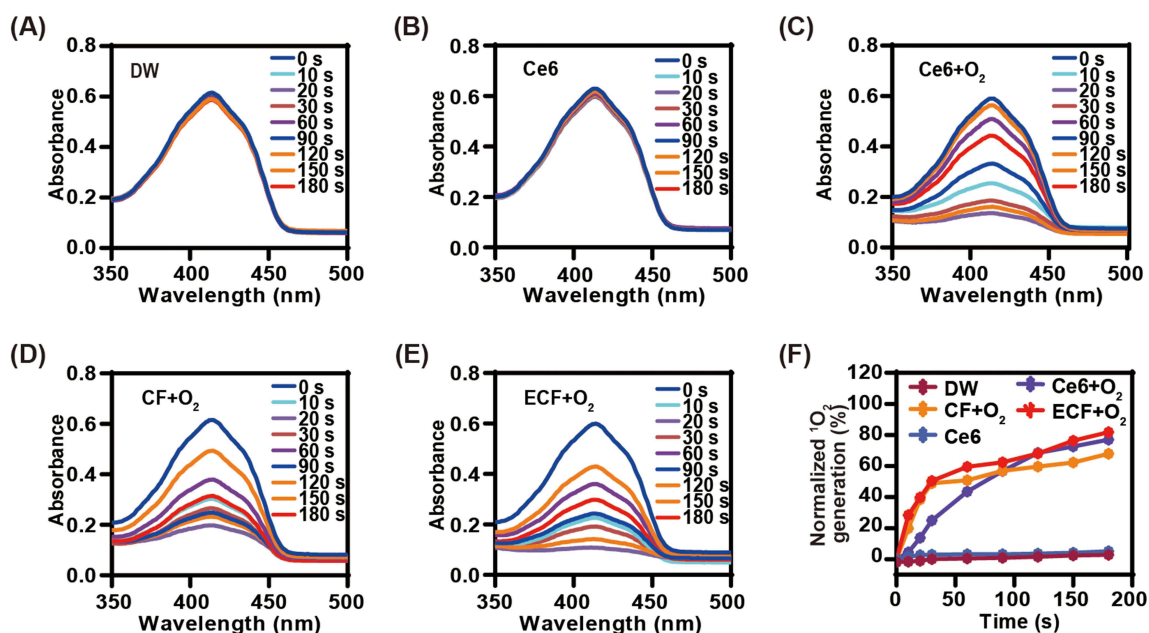 (A)
0.8
0.6
0.4
0.2
0.0
Absorbance
DW
0 s
10 s
20 s
30 s
60 s
90 s
120 s
150 s
180 s
350 400 450 500
Wavelength (nm)
(B)
0.8
0.6
0.4
0.2
0.0
Absorbance
Ce6
0 s
10 s
20 s
30 s
60 s
90 s
120 s
150 s
180 s
350 400 450 500
Wavelength (nm)
(C)
0.8
0.6
0.4
0.2
0.0
Absorbance
Ce6+O₂
0 s
10 s
20 s
30 s
60 s
90 s
120 s
150 s
180 s
350 400 450 500
Wavelength (nm)
(D)
0.8
0.6
0.4
0.2
0.0
Absorbance
CF+O₂
0 s
10 s
20 s
30 s
60 s
90 s
120 s
150 s
180 s
350 400 450 500
Wavelength (nm)
(E)
0.8
0.6
0.4
0.2
0.0
Absorbance
ECF+O₂
0 s
10 s
20 s
30 s
60 s
90 s
120 s
150 s
180 s
350 400 450 500
Wavelength (nm)
(F)
120
100
80
60
40
20
0
Normalized ¹O₂
generation (%)
DW
CF+O₂
Ce6
Ce6+O₂
ECF+O₂
0 50 100 150 200
Time (s)